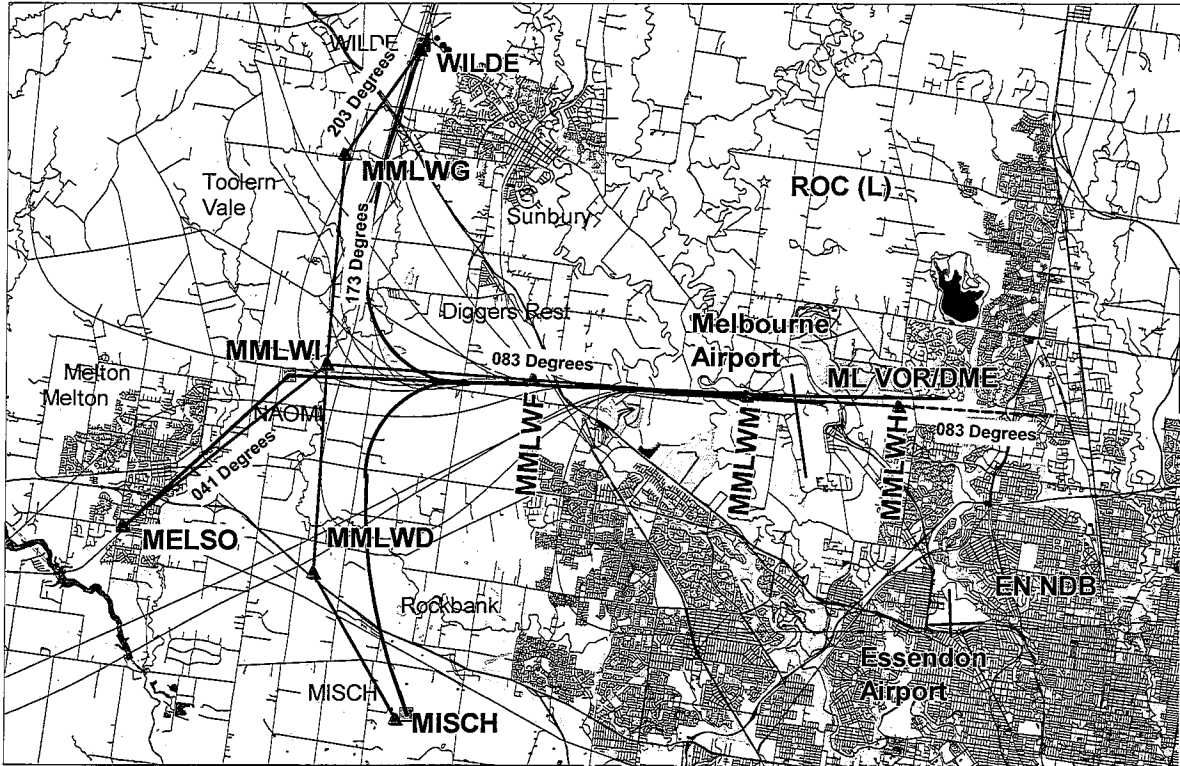 WILDE
WILDE
203 Degrees
MMLWG
Toolern
Vale
ROC (L)
Sunbury
173 Degrees
Diggers Rest
Melbourne
Airport
MMLWI
083 Degrees
Melton
Melton
ML VOR/DME
NAOMI
083 Degrees
041 Degrees
MMLWF
MMLWM
MMLWH
MELSO
MMLWD
EN NDB
Rockbank
Essendon
Airport
MISCH
MISCH